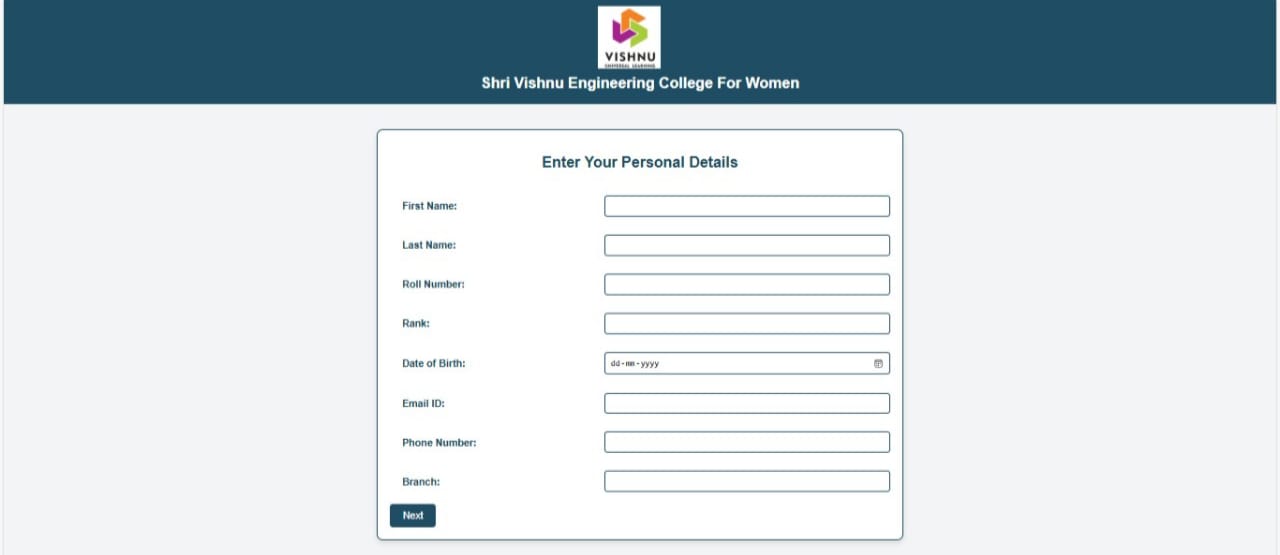 VISHNU
UNIVERSAL LEARNING
Shri Vishnu Engineering College For Women
Enter Your Personal Details
First Name:
Last Name:
Roll Number:
Rank:
Date of Birth: dd-mm-yyyy
Email ID:
Phone Number:
Branch:
Next